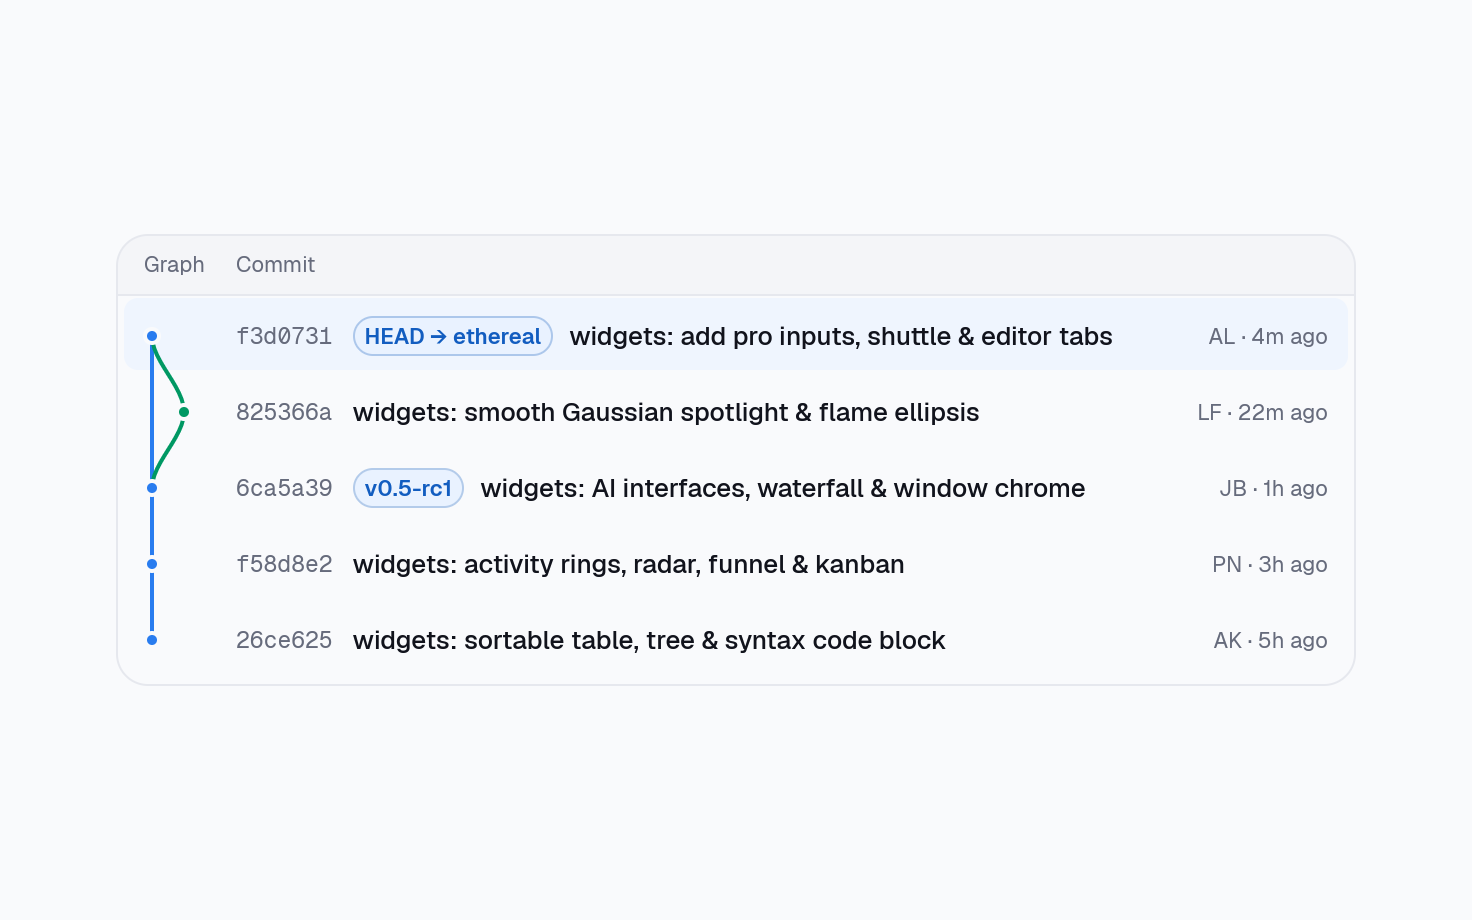 Graph Commit
f3d0731 HEAD → ethereal widgets: add pro inputs, shuttle & editor tabs AL · 4m ago
825366a widgets: smooth Gaussian spotlight & flame ellipsis LF · 22m ago
6ca5a39 v0.5-rc1 widgets: AI interfaces, waterfall & window chrome JB · 1h ago
f58d8e2 widgets: activity rings, radar, funnel & kanban PN · 3h ago
26ce625 widgets: sortable table, tree & syntax code block AK · 5h ago